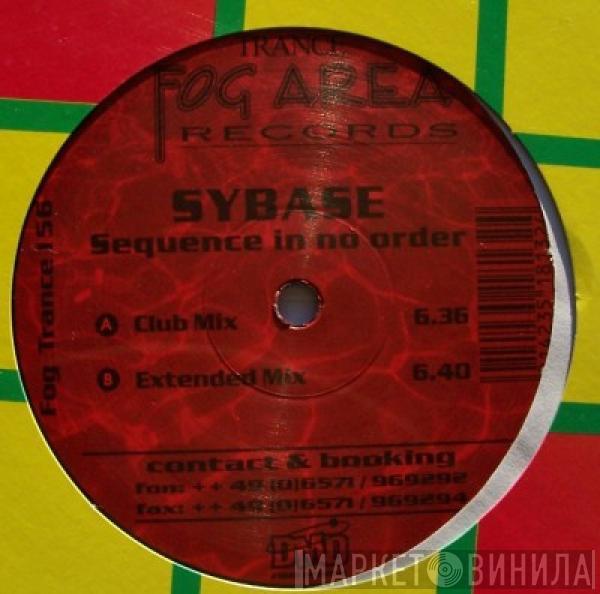 TRANCE
FOG AREA
RECORDS
SYBASE
Sequence in no order
A Club Mix 6.36
B Extended Mix 6.40
Fog Trance 156
contact & booking
fon: ++ 49 (0)6571 / 969292
fax: ++ 49 (0)6571 / 969294
МАРКЕТ ВИНИЛА